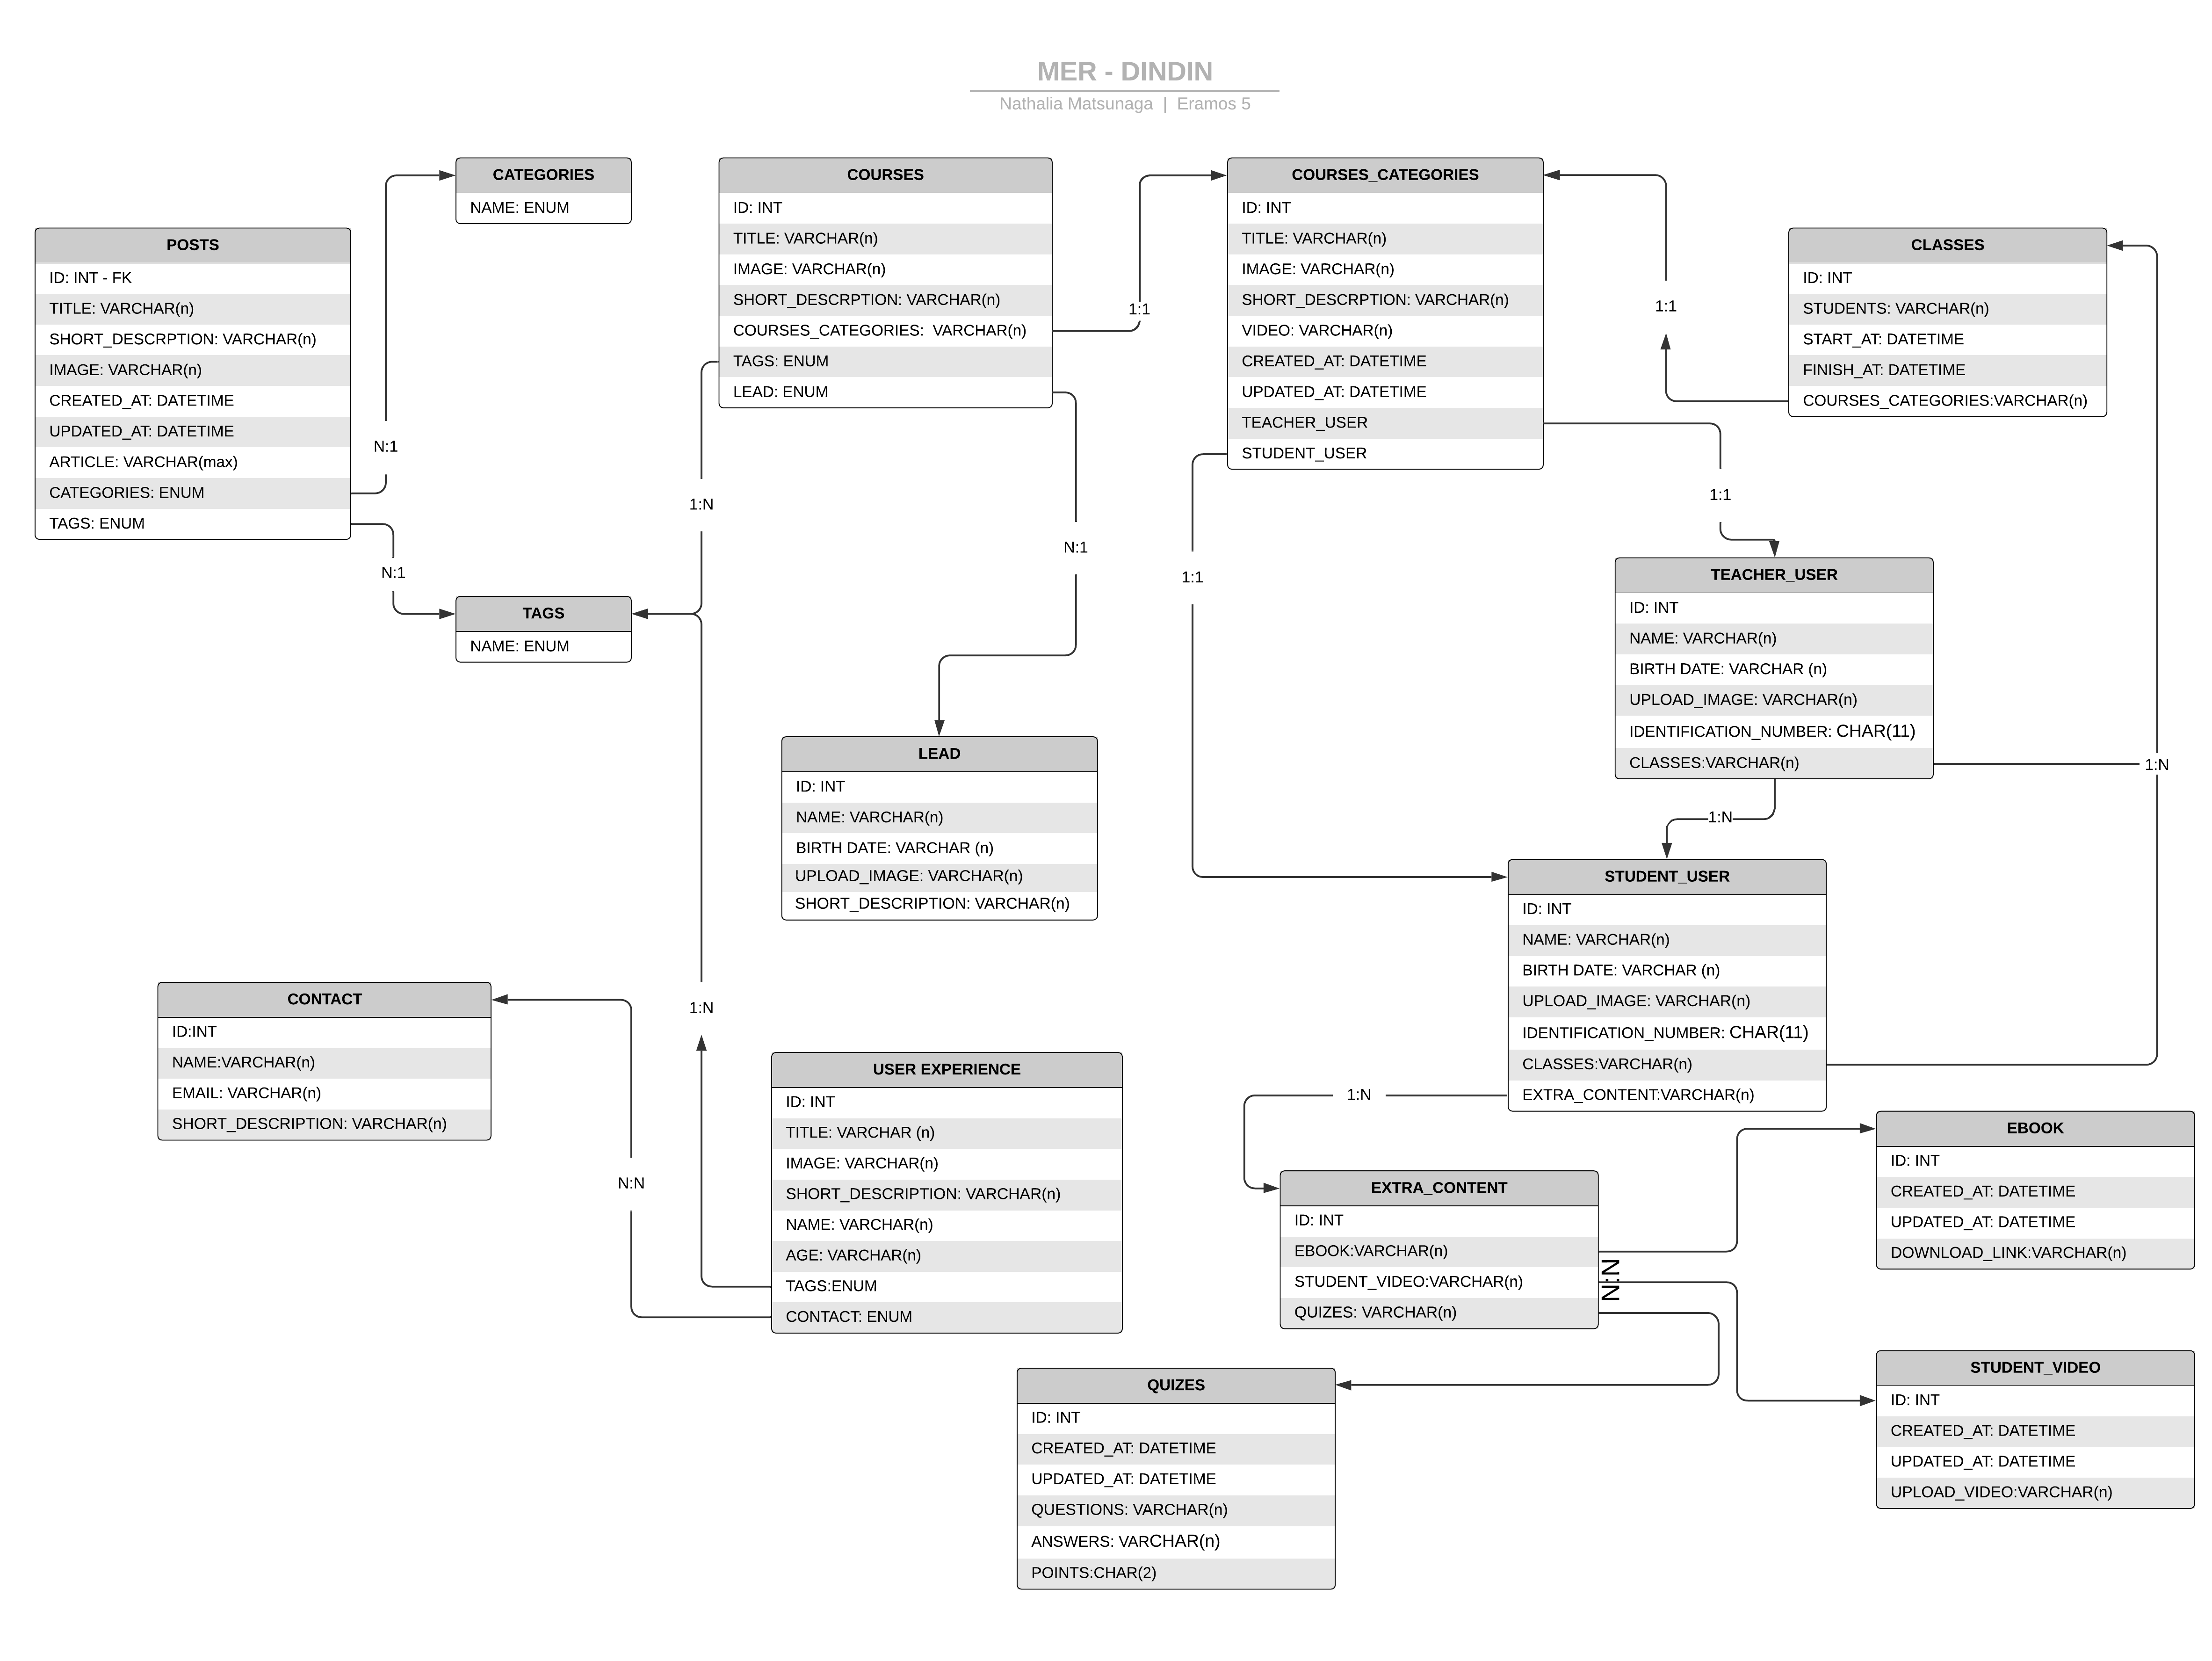 MER - DINDIN
Nathalia Matsunaga | Eramos 5
POSTS
ID: INT - FK
TITLE: VARCHAR(n)
SHORT_DESCRPTION: VARCHAR(n)
IMAGE: VARCHAR(n)
CREATED_AT: DATETIME
UPDATED_AT: DATETIME
ARTICLE: VARCHAR(max)
CATEGORIES: ENUM
TAGS: ENUM
N:1
N:1
CATEGORIES
NAME: ENUM
TAGS
NAME: ENUM
COURSES
ID: INT
TITLE: VARCHAR(n)
IMAGE: VARCHAR(n)
SHORT_DESCRPTION: VARCHAR(n)
COURSES_CATEGORIES: VARCHAR(n)
TAGS: ENUM
LEAD: ENUM
1:1
1:N
N:1
COURSES_CATEGORIES
ID: INT
TITLE: VARCHAR(n)
IMAGE: VARCHAR(n)
SHORT_DESCRPTION: VARCHAR(n)
VIDEO: VARCHAR(n)
CREATED_AT: DATETIME
UPDATED_AT: DATETIME
TEACHER_USER
STUDENT_USER
1:1
1:1
1:1
CLASSES
ID: INT
STUDENTS: VARCHAR(n)
START_AT: DATETIME
FINISH_AT: DATETIME
COURSES_CATEGORIES:VARCHAR(n)
TEACHER_USER
ID: INT
NAME: VARCHAR(n)
BIRTH DATE: VARCHAR (n)
UPLOAD_IMAGE: VARCHAR(n)
IDENTIFICATION_NUMBER: CHAR(11)
CLASSES:VARCHAR(n)
1:N
1:N
LEAD
ID: INT
NAME: VARCHAR(n)
BIRTH DATE: VARCHAR (n)
UPLOAD_IMAGE: VARCHAR(n)
SHORT_DESCRIPTION: VARCHAR(n)
STUDENT_USER
ID: INT
NAME: VARCHAR(n)
BIRTH DATE: VARCHAR (n)
UPLOAD_IMAGE: VARCHAR(n)
IDENTIFICATION_NUMBER: CHAR(11)
CLASSES:VARCHAR(n)
EXTRA_CONTENT:VARCHAR(n)
1:N
CONTACT
ID:INT
NAME:VARCHAR(n)
EMAIL: VARCHAR(n)
SHORT_DESCRIPTION: VARCHAR(n)
1:N
N:N
USER EXPERIENCE
ID: INT
TITLE: VARCHAR (n)
IMAGE: VARCHAR(n)
SHORT_DESCRIPTION: VARCHAR(n)
NAME: VARCHAR(n)
AGE: VARCHAR(n)
TAGS:ENUM
CONTACT: ENUM
EXTRA_CONTENT
ID: INT
EBOOK:VARCHAR(n)
STUDENT_VIDEO:VARCHAR(n)
QUIZES: VARCHAR(n)
N:N
EBOOK
ID: INT
CREATED_AT: DATETIME
UPDATED_AT: DATETIME
DOWNLOAD_LINK:VARCHAR(n)
STUDENT_VIDEO
ID: INT
CREATED_AT: DATETIME
UPDATED_AT: DATETIME
UPLOAD_VIDEO:VARCHAR(n)
QUIZES
ID: INT
CREATED_AT: DATETIME
UPDATED_AT: DATETIME
QUESTIONS: VARCHAR(n)
ANSWERS: VARCHAR(n)
POINTS:CHAR(2)